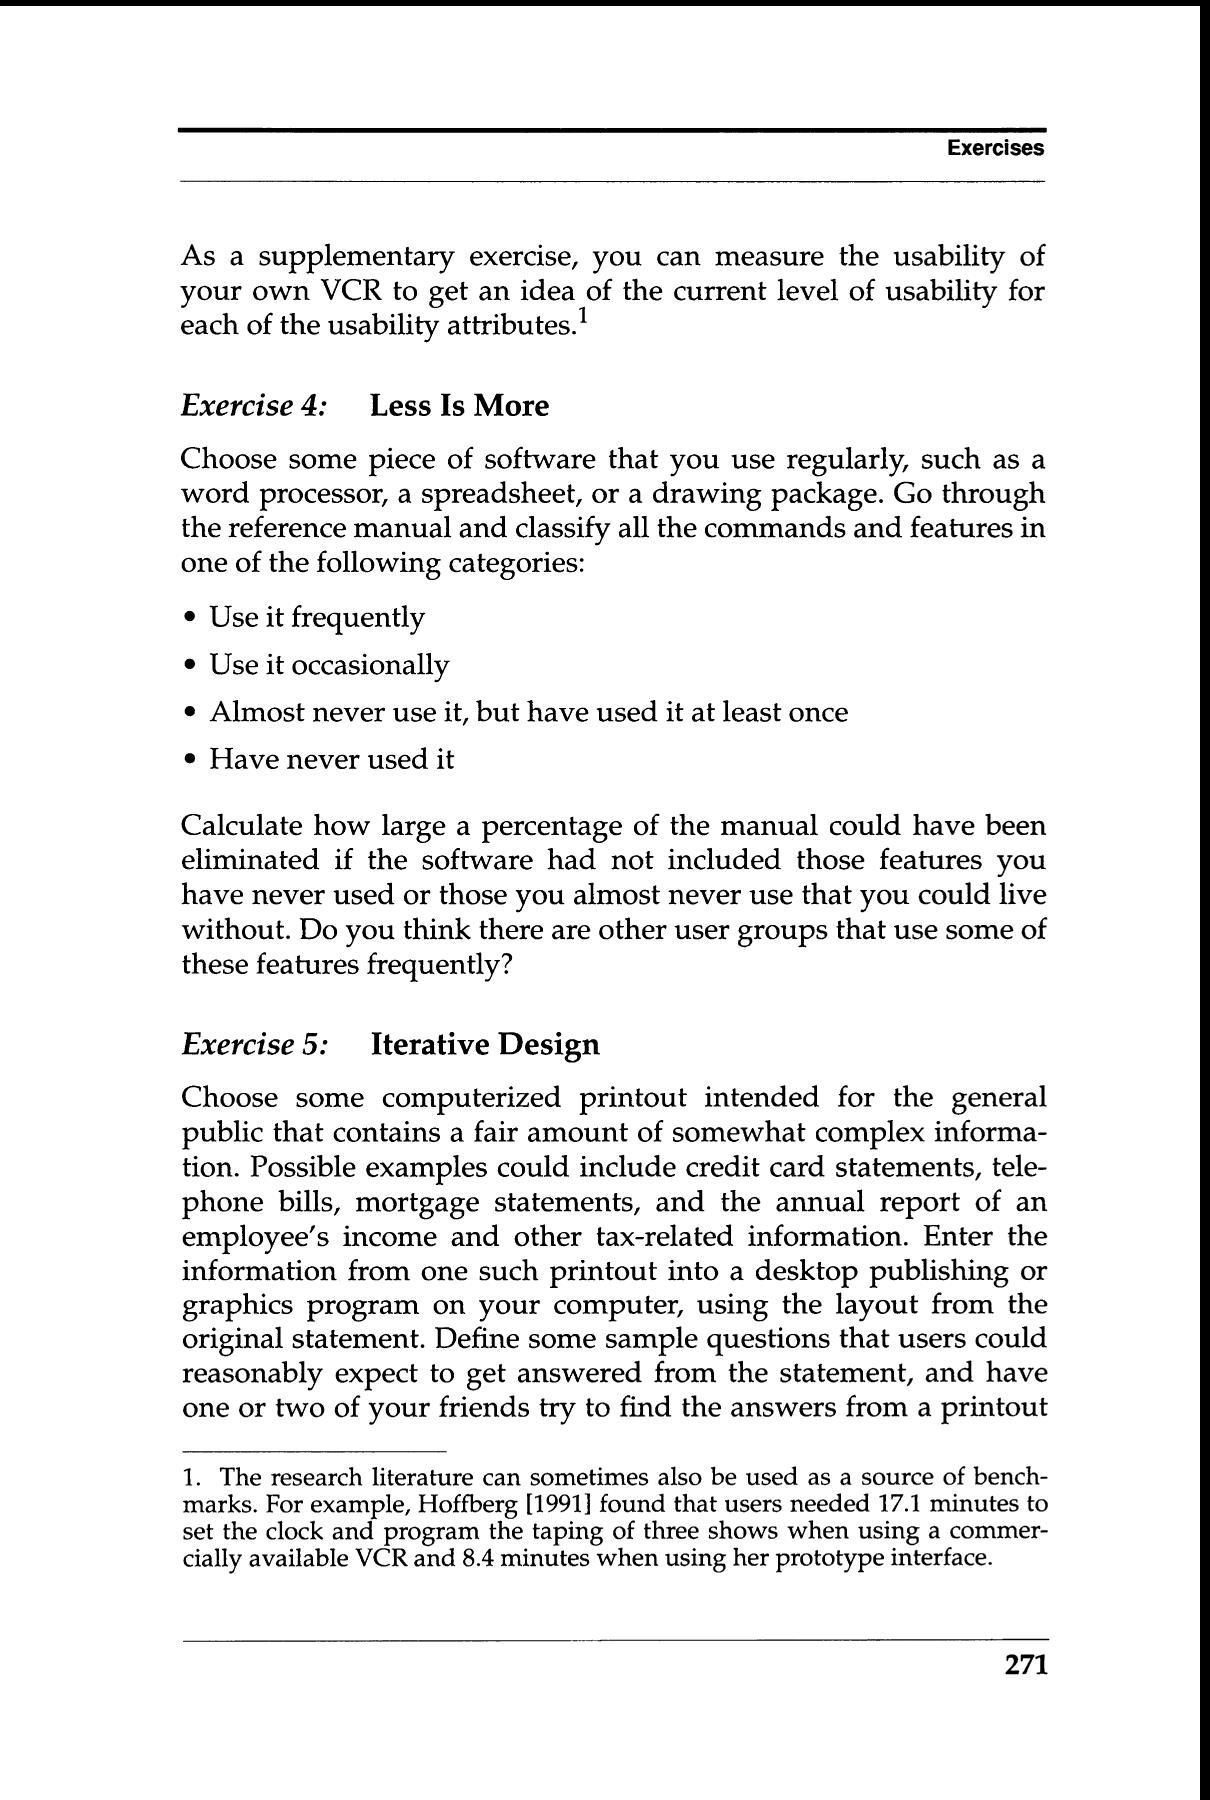 Exercises
As a supplementary exercise, you can measure the usability of
your own VCR to get an idea of the current level of usability for
each of the usability attributes.1
Exercise 4: Less Is More
Choose some piece of software that you use regularly, such as a
word processor, a spreadsheet, or a drawing package. Go through
the reference manual and classify all the commands and features in
one of the following categories:
• Use it frequently
• Use it occasionally
• Almost never use it, but have used it at least once
• Have never used it
Calculate how large a percentage of the manual could have been
eliminated if the software had not included those features you
have never used or those you almost never use that you could live
without. Do you think there are other user groups that use some of
these features frequently?
Exercise 5: Iterative Design
Choose some computerized printout intended for the general
public that contains a fair amount of somewhat complex informa-
tion. Possible examples could include credit card statements, tele-
phone bills, mortgage statements, and the annual report of an
employee's income and other tax-related information. Enter the
information from one such printout into a desktop publishing or
graphics program on your computer, using the layout from the
original statement. Define some sample questions that users could
reasonably expect to get answered from the statement, and have
one or two of your friends try to find the answers from a printout
1. The research literature can sometimes also be used as a source of bench-
marks. For example, Hoffberg [1991] found that users needed 17.1 minutes to
set the clock and program the taping of three shows when using a commer-
cially available VCR and 8.4 minutes when using her prototype interface.
271